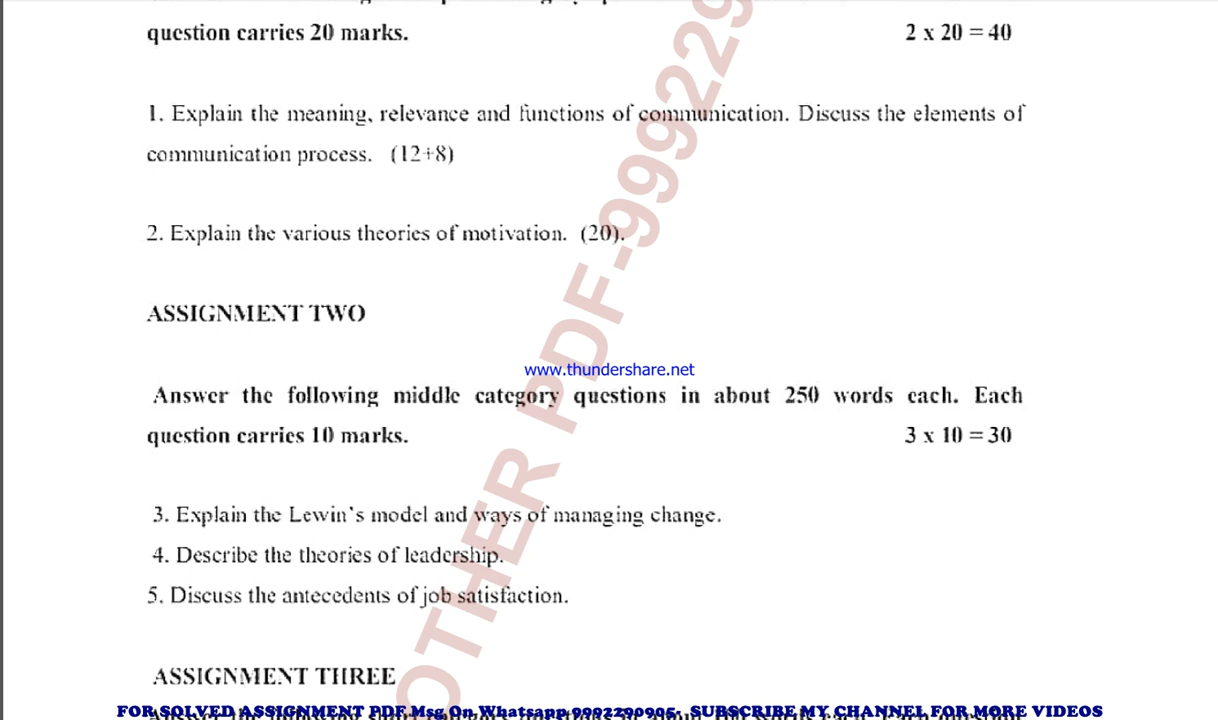 question carries 20 marks. 2 x 20 = 40
1. Explain the meaning, relevance and functions of communication. Discuss the elements of
communication process. (12+8)
2. Explain the various theories of motivation. (20).
ASSIGNMENT TWO
www.thundershare.net
Answer the following middle category questions in about 250 words each. Each
question carries 10 marks. 3 x 10 = 30
3. Explain the Lewin's model and ways of managing change.
4. Describe the theories of leadership.
5. Discuss the antecedents of job satisfaction.
ASSIGNMENT THREE
FOR SOLVED ASSIGNMENT PDF Msg On Whatsapp 9992290905- SUBSCRIBE MY CHANNEL FOR MORE VIDEOS
OTHER PDF-999229